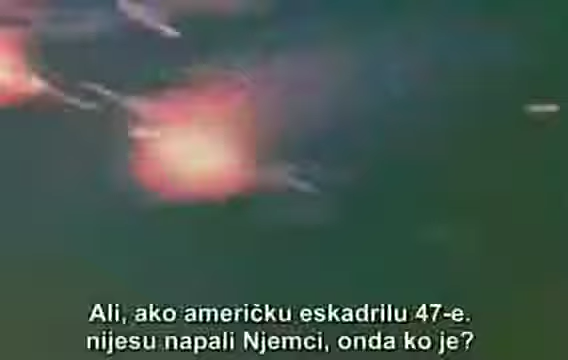 Ali, ako američku eskadrilu 47-e.
nijesu napali Njemci, onda ko je?